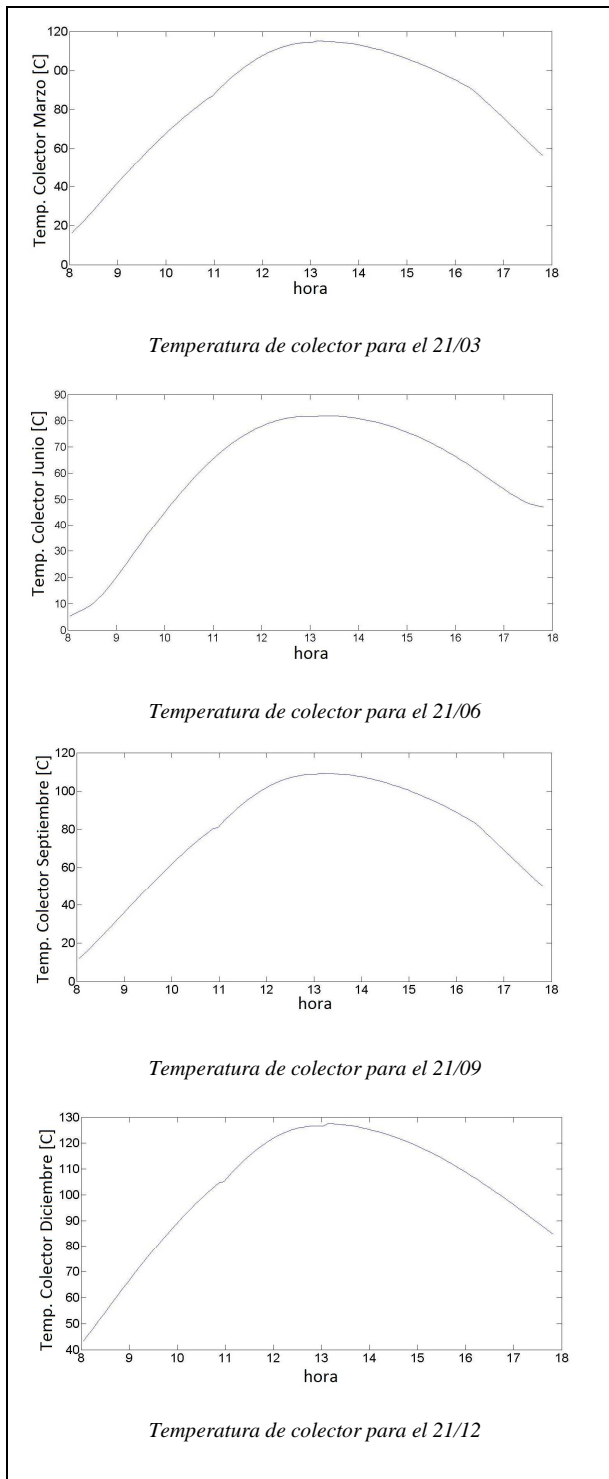 Temp. Colector Marzo [C]
120
00
80
60
40
20
0
8 9 10 11 12 13 14 15 16 17 18
hora
Temperatura de colector para el 21/03
Temp. Colector Junio [C]
90
80
70
60
50
40
30
20
10
0
8 9 10 11 12 13 14 15 16 17 18
hora
Temperatura de colector para el 21/06
Temp. Colector Septiembre [C]
120
100
80
60
40
20
0
8 9 10 11 12 13 14 15 16 17 18
hora
Temperatura de colector para el 21/09
Temp. Colector Diciembre [C]
130
120
110
100
90
80
70
60
50
40
8 9 10 11 12 13 14 15 16 17 18
hora
Temperatura de colector para el 21/12